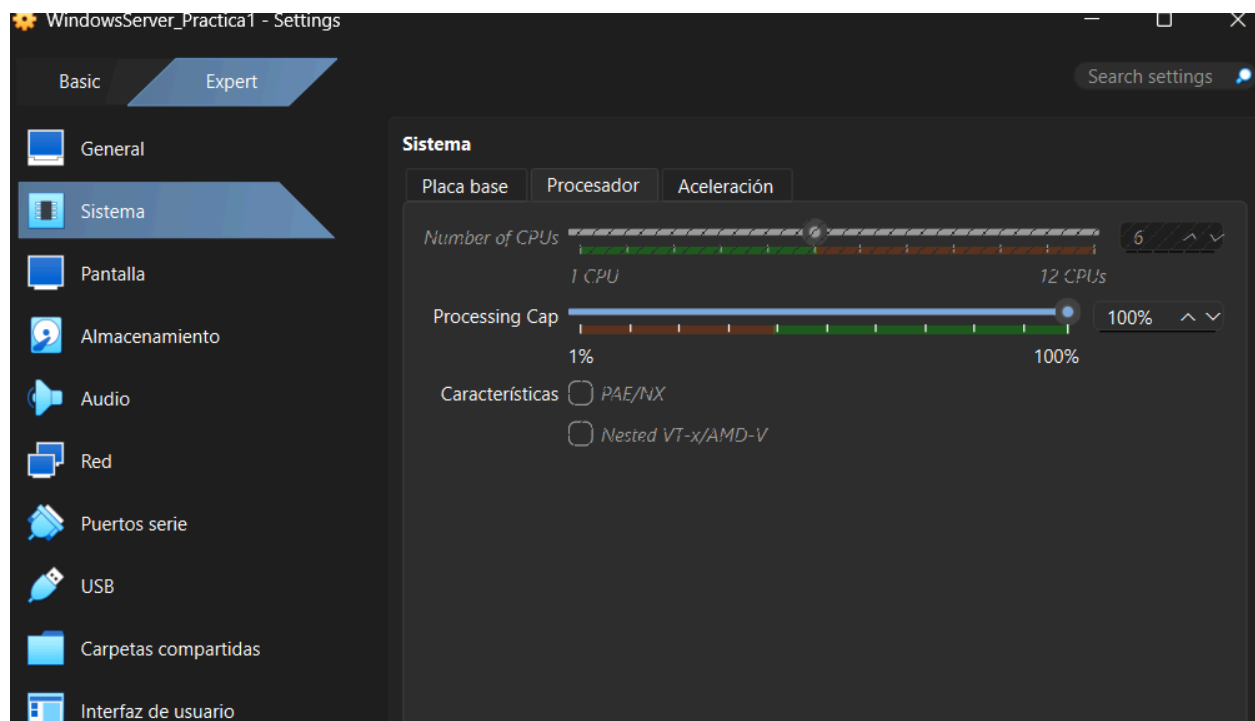 WindowsServer_Practica1 - Settings
Basic
Expert
Search settings
General
Sistema
Pantalla
Almacenamiento
Audio
Red
Puertos serie
USB
Carpetas compartidas
Interfaz de usuario
Sistema
Placa base
Procesador
Aceleración
Number of CPUs
6
1 CPU
12 CPUs
Processing Cap
100%
1%
100%
Características
PAE/NX
Nested VT-x/AMD-V